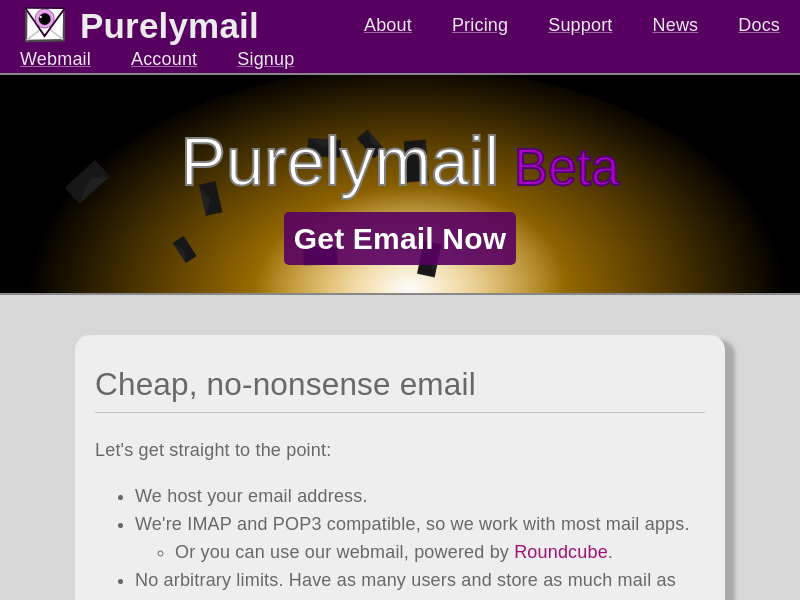 Purelymail
About Pricing Support News Docs
Webmail Account Signup
Purelymail Beta
Get Email Now
Cheap, no-nonsense email
Let's get straight to the point:
We host your email address.
We're IMAP and POP3 compatible, so we work with most mail apps.
Or you can use our webmail, powered by Roundcube.
No arbitrary limits. Have as many users and store as much mail as